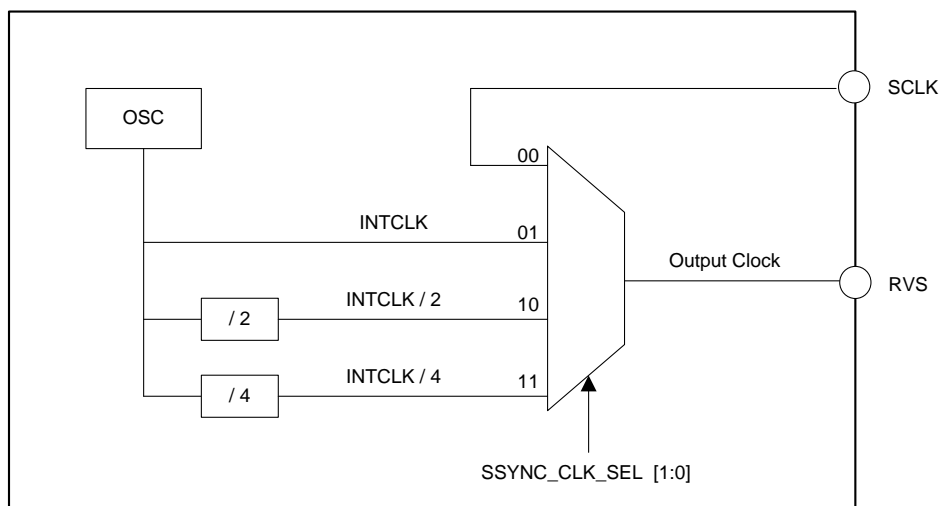 SCLK
OSC
00
INTCLK
01
Output Clock
RVS
INTCLK / 2
/ 2
10
INTCLK / 4
/ 4
11
SSYNC_CLK_SEL [1:0]